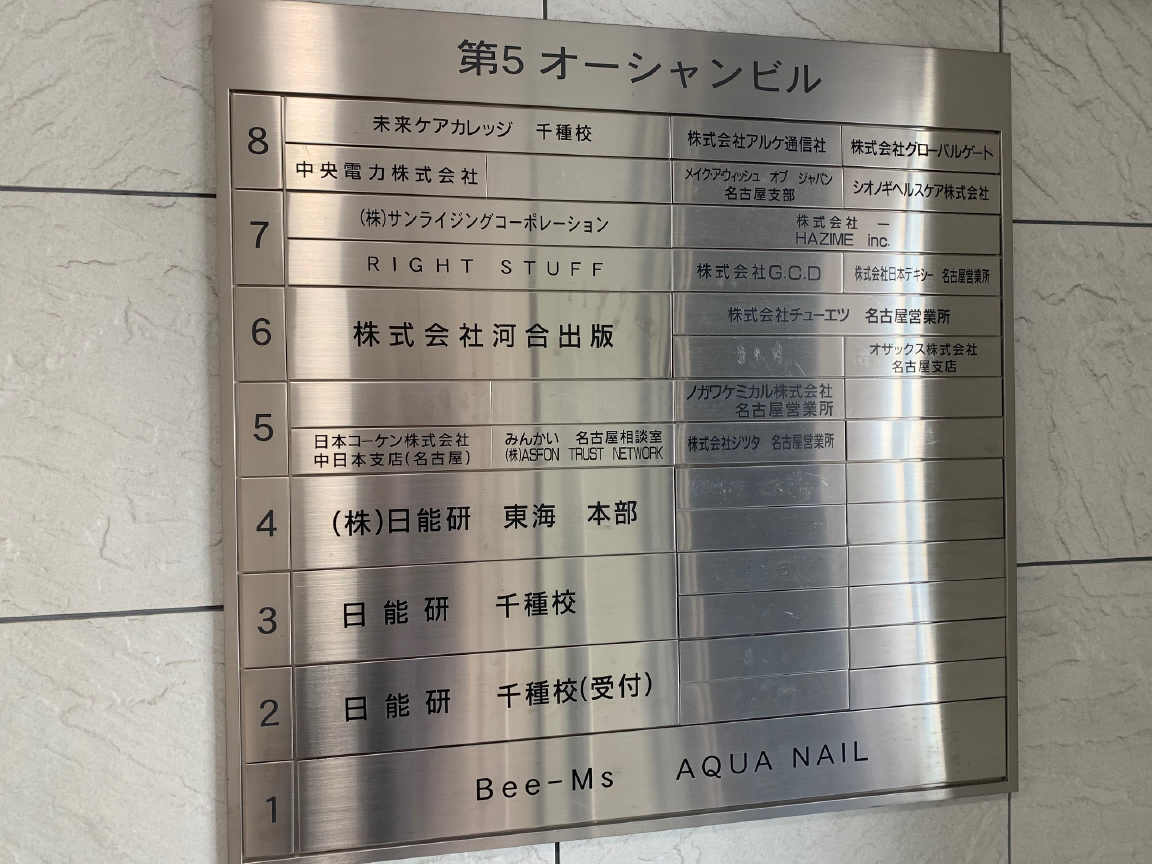 第5 オーシャンビル
8
未来ケアカレッジ 千種校
株式会社アルケ通信社
株式会社グローバルゲート
中央電力株式会社
メイク・アウィッシュ オブ ジャパン
名古屋支部
シオノギヘルスケア株式会社
7
(株)サンライジングコーポレーション
株式会社 一
HAZIME inc.
RIGHT STUFF
株式会社G.C.D
株式会社日本デキシー 名古屋営業所
6
株式会社河合出版
株式会社チューエツ 名古屋営業所
オザックス株式会社
名古屋支店
5
ノガワケミカル株式会社
名古屋営業所
日本コーケン株式会社
中日本支店(名古屋)
みんかい 名古屋相談室
(株)ASFON TRUST NETWORK
株式会社ジツタ 名古屋営業所
4
(株)日能研 東海 本部
3
日能研 千種校
2
日能研 千種校(受付)
1
Bee-Ms AQUA NAIL